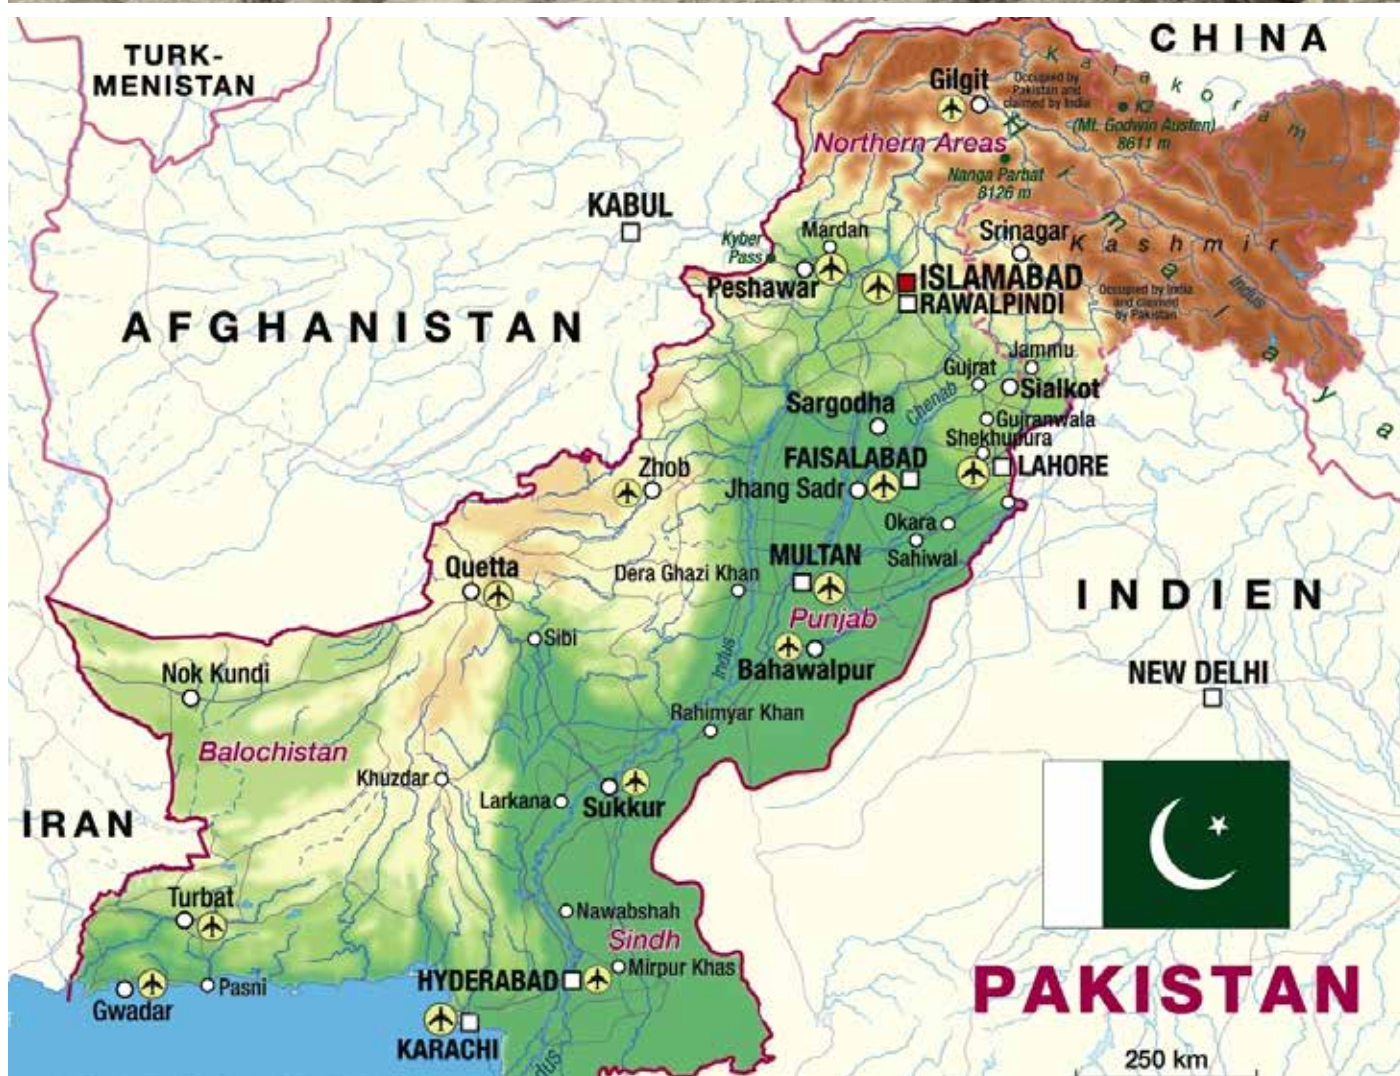 TURK-
MENISTAN
CHINA
Karakoram
Gilgit
Occupied by
Pakistan and
claimed by India
K2
(Mt. Godwin Austen)
8611 m
Northern Areas
Nanga Parbat
8126 m
KABUL
Kyber
Pass
Mardah
Srinagar
Kashmir
Peshawar
ISLAMABAD
RAWALPINDI
Occupied by India
and claimed
by Pakistan
Indus
AFGHANISTAN
Jammu
Gujrat
Sialkot
Chenab
Sargodha
Gujranwala
Shekhupura
FAISALABAD
LAHORE
Zhob
Jhang Sadr
Okara
Sahiwal
MULTAN
Quetta
Dera Ghazi Khan
INDIEN
Punjab
Sibi
Indus
Bahawalpur
Nok Kundi
NEW DELHI
Rahimyar Khan
Balochistan
Khuzdar
Larkana
Sukkur
IRAN
Turbat
Nawabshah
Sindh
Mirpur Khas
HYDERABAD
Pasni
Gwadar
PAKISTAN
KARACHI
dus
250 km